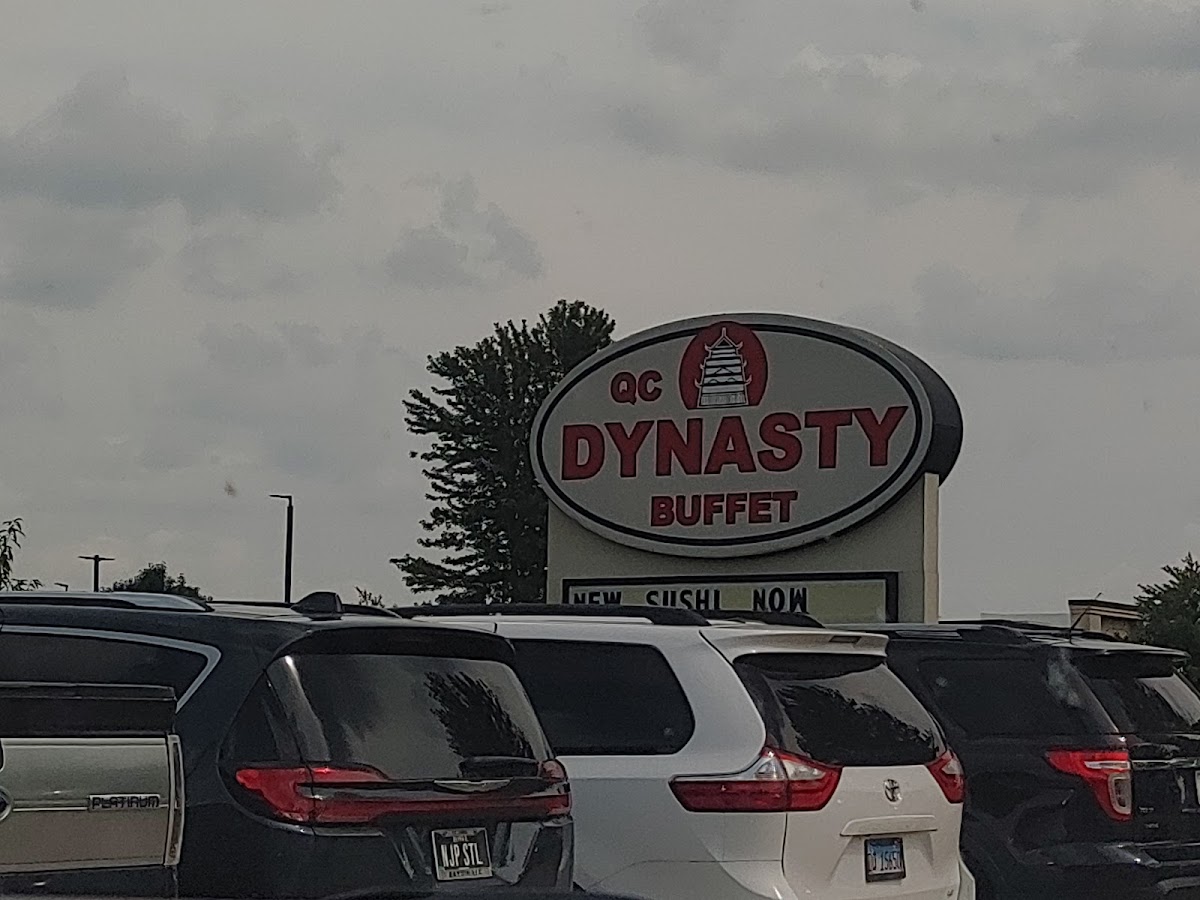 QC
DYNASTY
BUFFET
NEW SUSHI NOW
PLATINUM
NJP STL